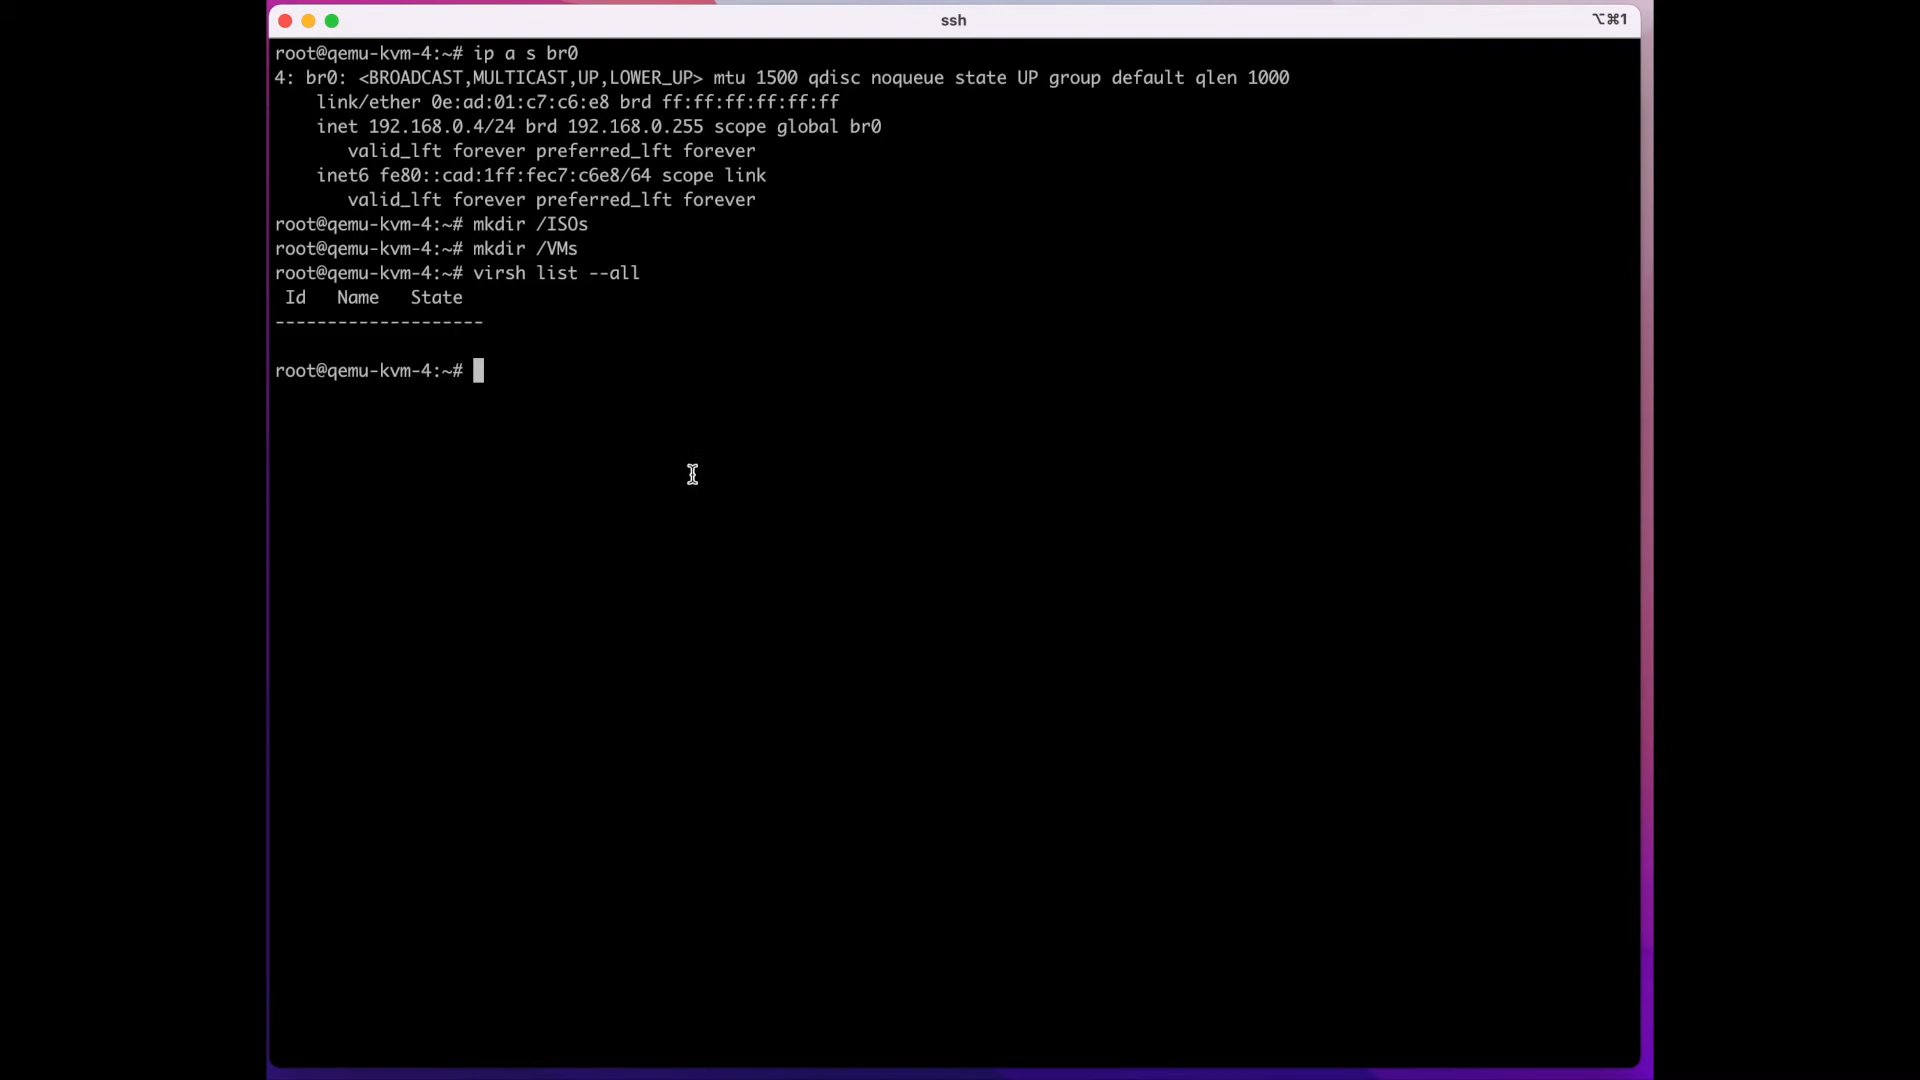 ssh
⌥⌘1
root@qemu-kvm-4:~# ip a s br0
4: br0: <BROADCAST,MULTICAST,UP,LOWER_UP> mtu 1500 qdisc noqueue state UP group default qlen 1000
    link/ether 0e:ad:01:c7:c6:e8 brd ff:ff:ff:ff:ff:ff
    inet 192.168.0.4/24 brd 192.168.0.255 scope global br0
       valid_lft forever preferred_lft forever
    inet6 fe80::cad:1ff:fec7:c6e8/64 scope link
       valid_lft forever preferred_lft forever
root@qemu-kvm-4:~# mkdir /ISOs
root@qemu-kvm-4:~# mkdir /VMs
root@qemu-kvm-4:~# virsh list --all
 Id   Name   State
--------------------
root@qemu-kvm-4:~#